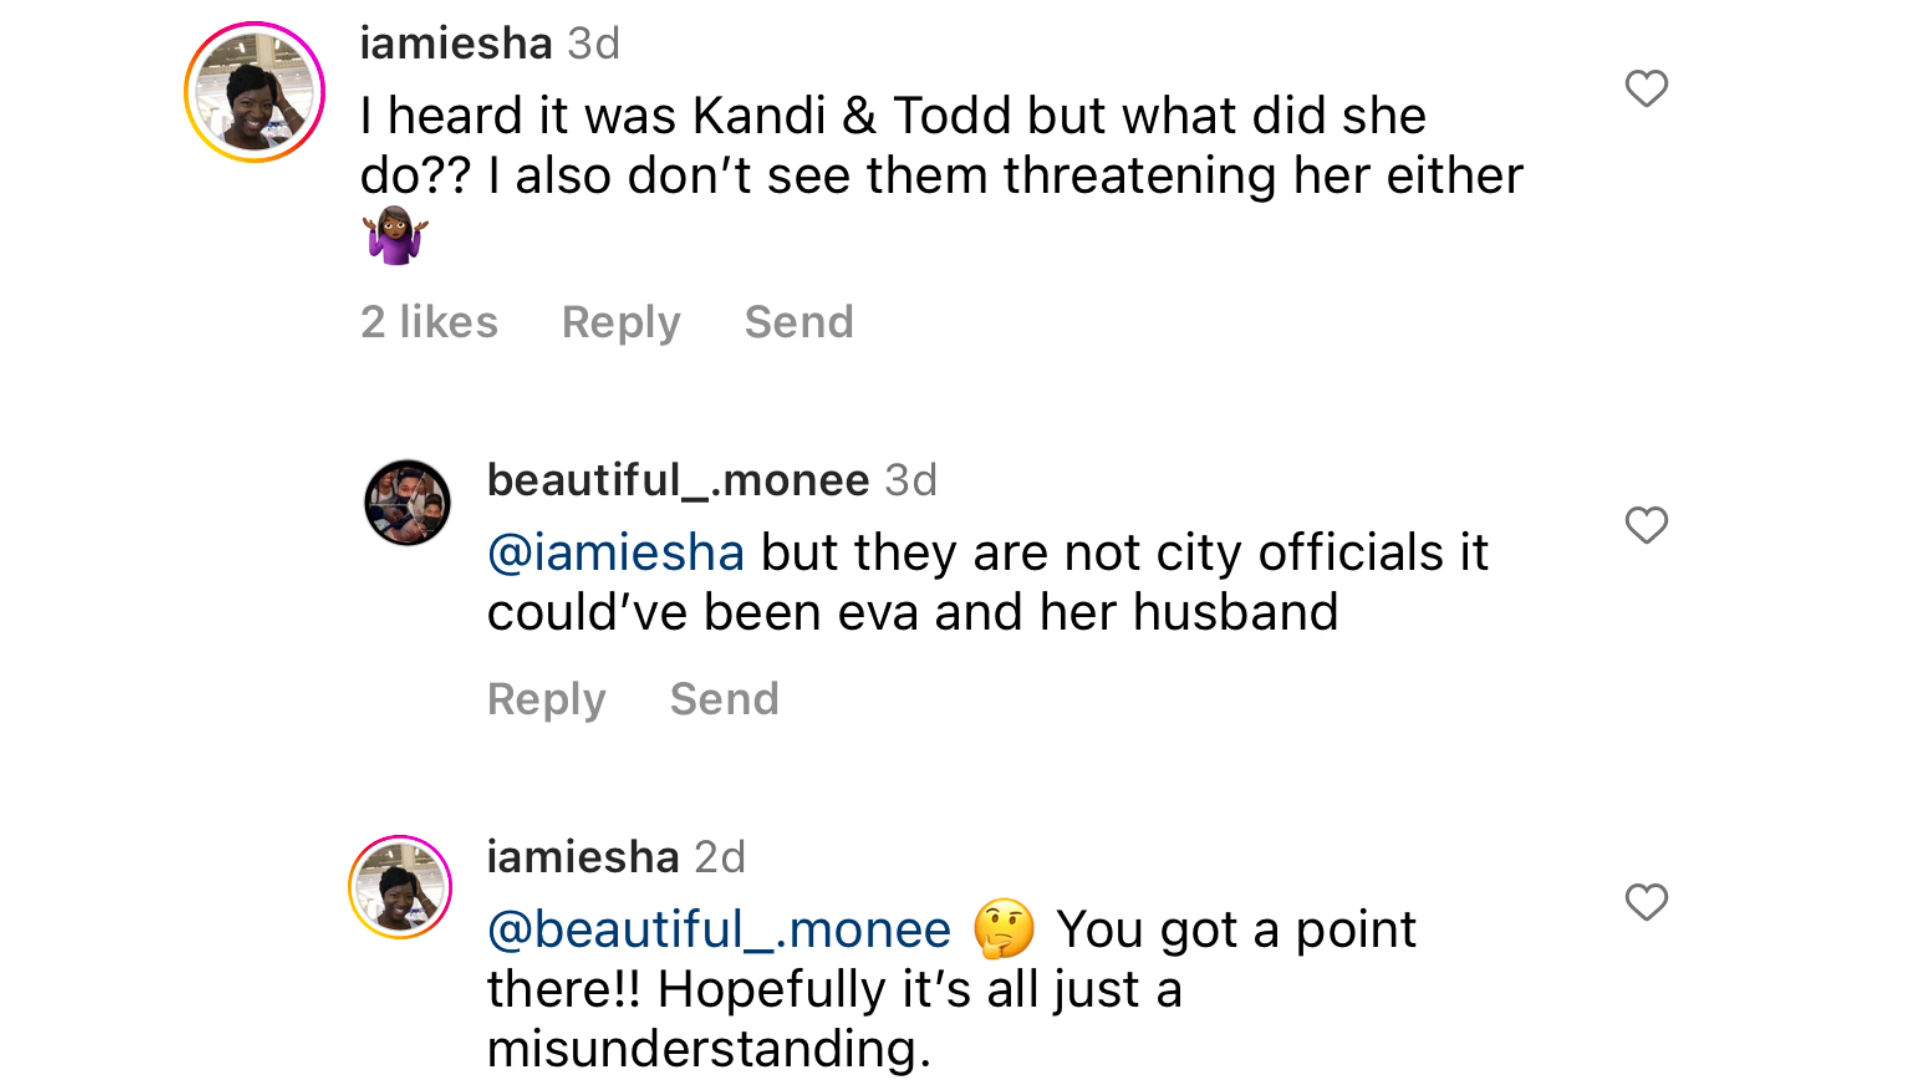 iamiesha 3d
I heard it was Kandi & Todd but what did she
do?? I also don’t see them threatening her either
🤷🏾‍♀️
2 likes Reply Send
beautiful_.monee 3d
@iamiesha but they are not city officials it
could’ve been eva and her husband
Reply Send
iamiesha 2d
@beautiful_.monee 🤔 You got a point
there!! Hopefully it’s all just a
misunderstanding.